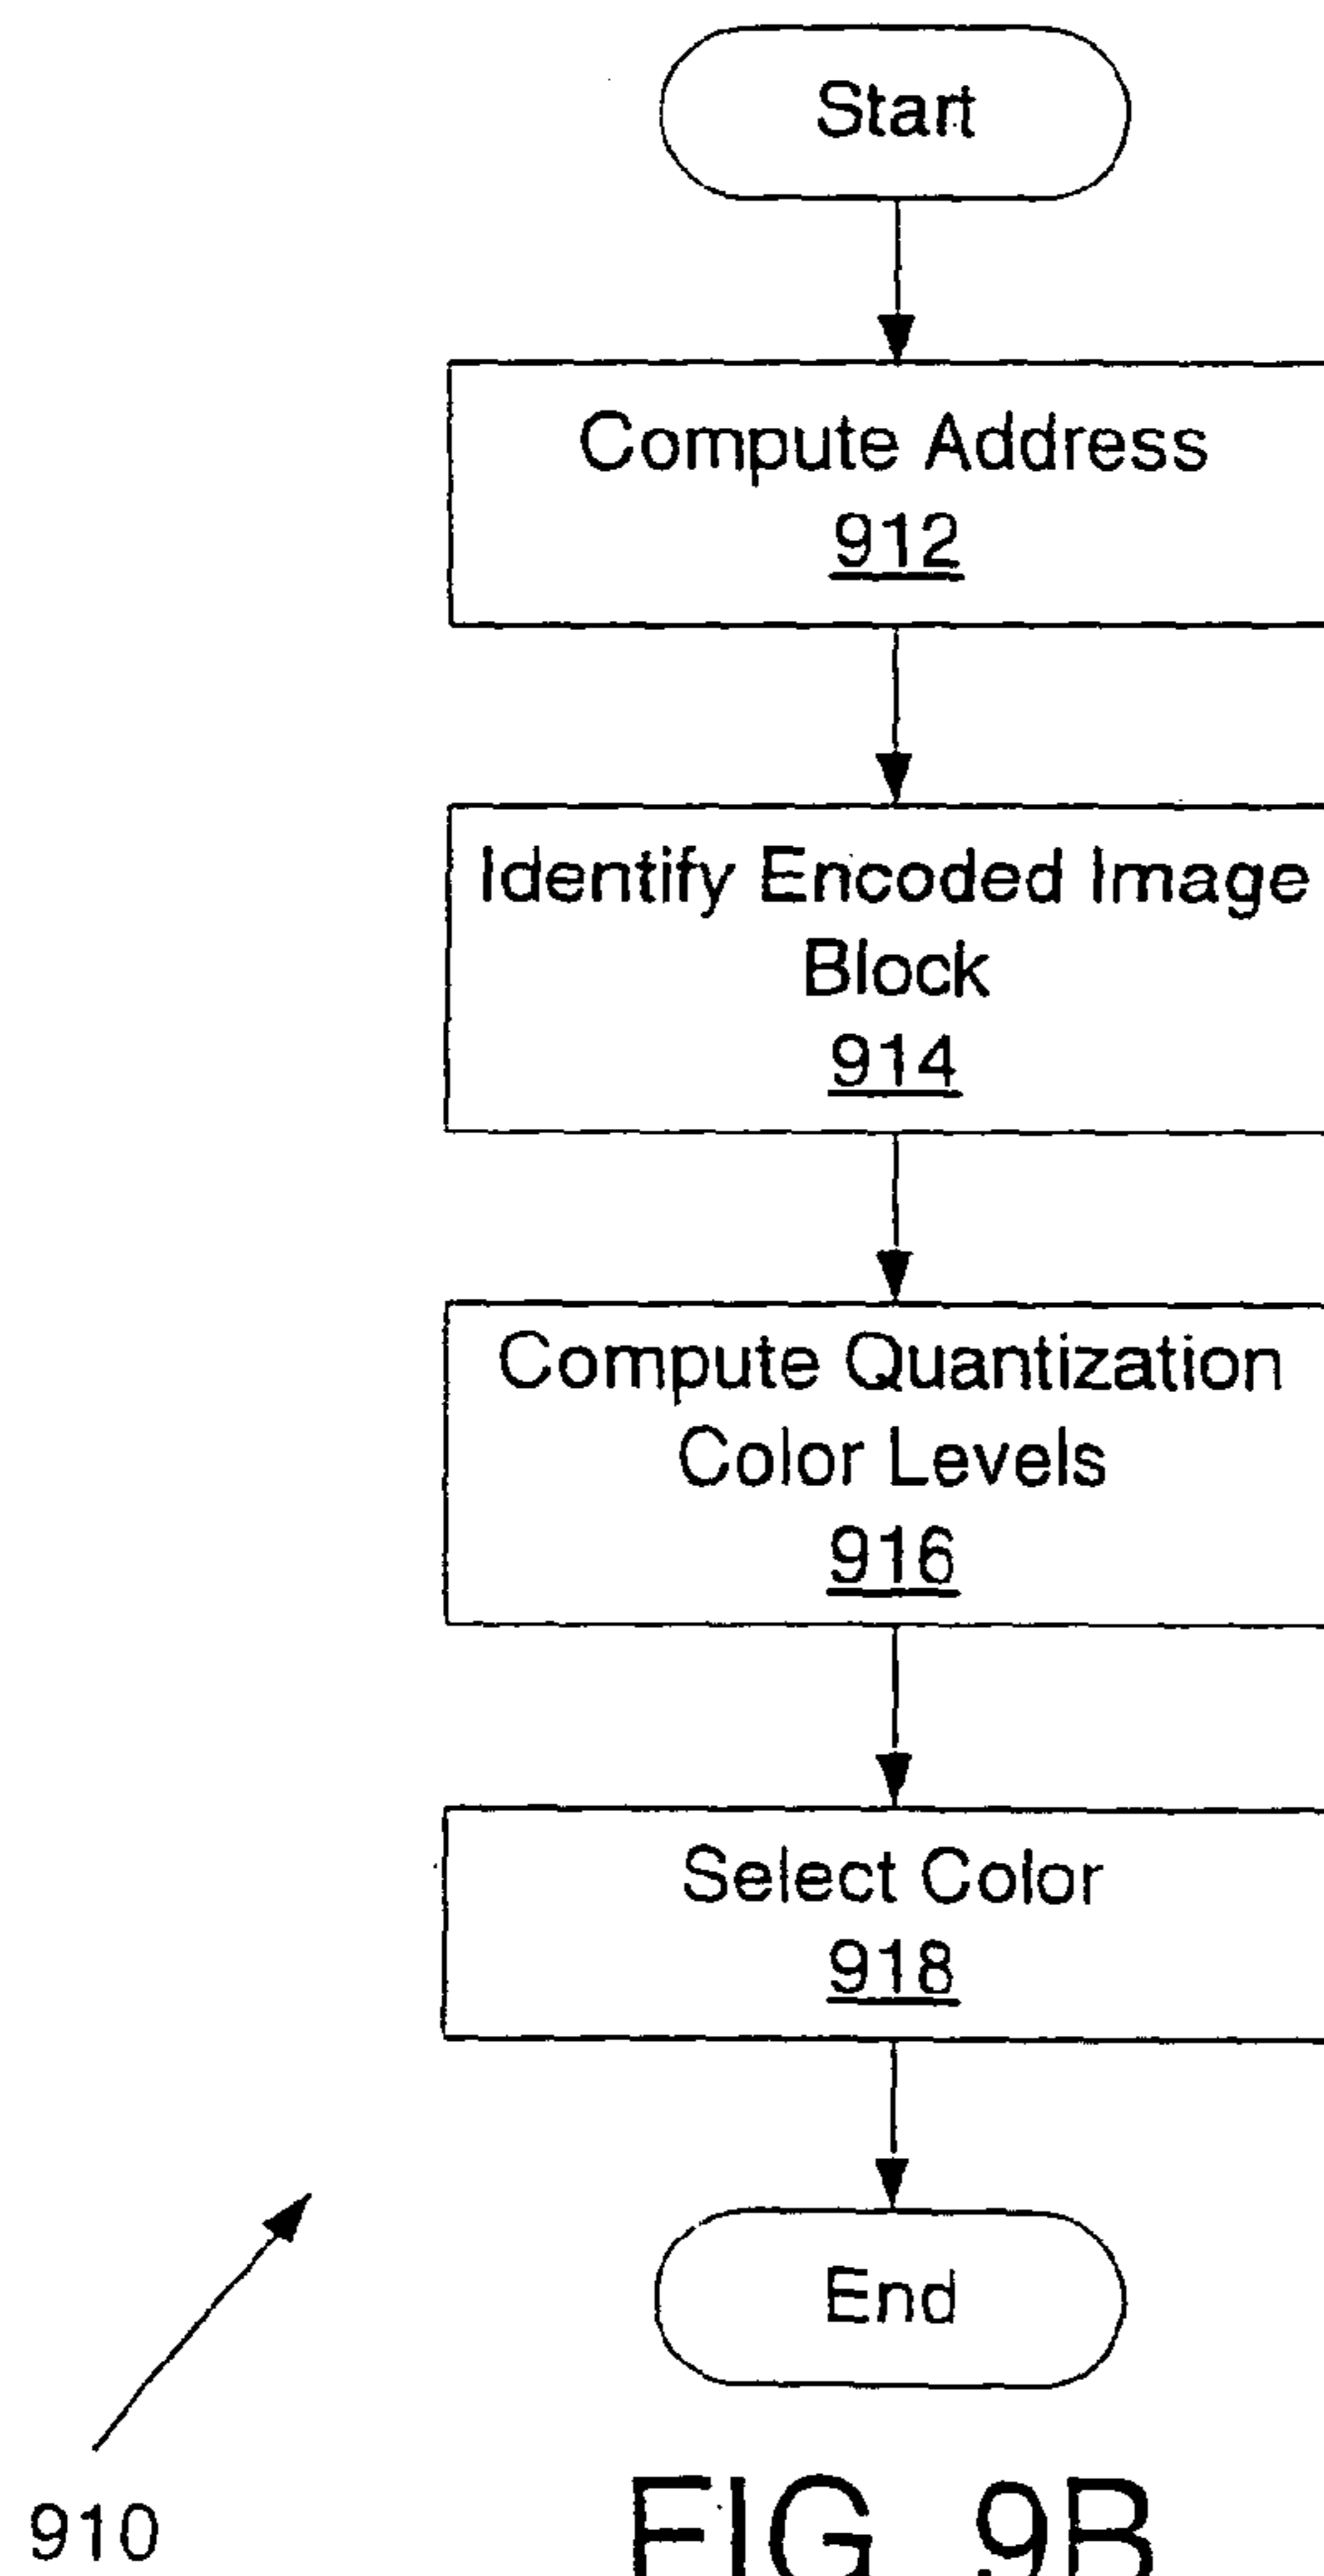 Start
Compute Address
912
Identify Encoded Image
Block
914
Compute Quantization
Color Levels
916
Select Color
918
End
910
FIG. 9B